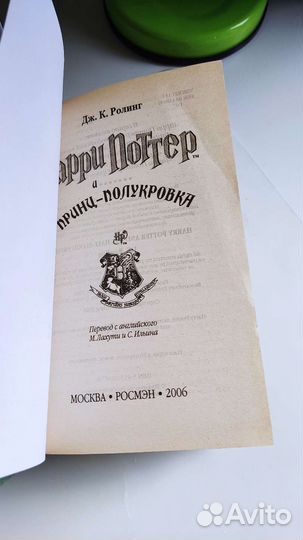 Дж. К. Ролинг
арри Поттер
и
ПРИНЦ-ПОЛУКРОВКА
Перевод с английского
М.Лахути и С.Ильина
МОСКВА • РОСМЭН • 2006
Avito